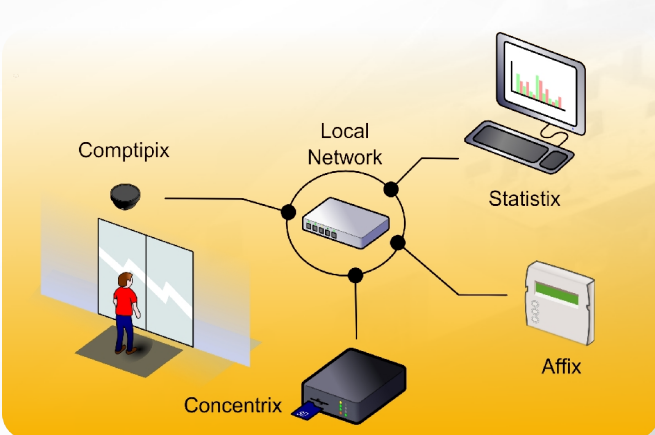 Comptipix
Local
Network
Statistix
Affix
Concentrix